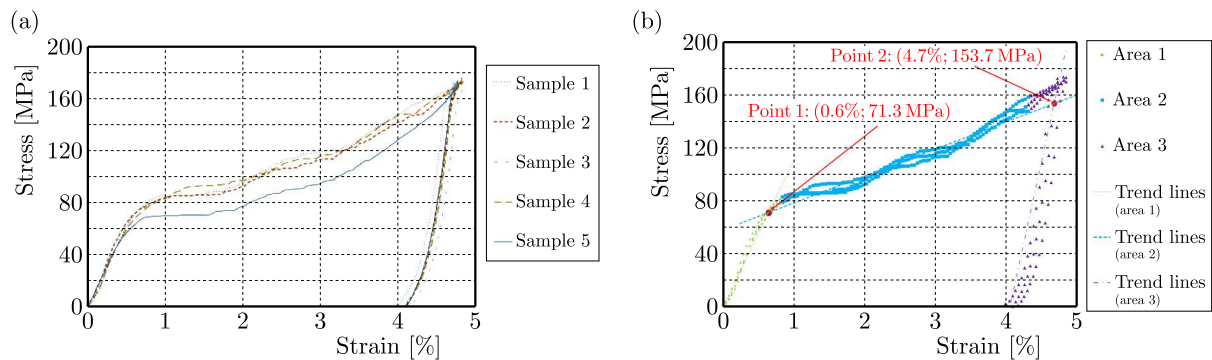 (a)
Stress [MPa]
200
160
120
80
40
0
0 1 2 3 4 5
Strain [%]
Sample 1
Sample 2
Sample 3
Sample 4
Sample 5
(b)
Stress [MPa]
200
160
120
80
40
0
0 1 2 3 4 5
Strain [%]
Point 2: (4.7%; 153.7 MPa)
Point 1: (0.6%; 71.3 MPa)
Area 1
Area 2
Area 3
Trend lines
(area 1)
Trend lines
(area 2)
Trend lines
(area 3)